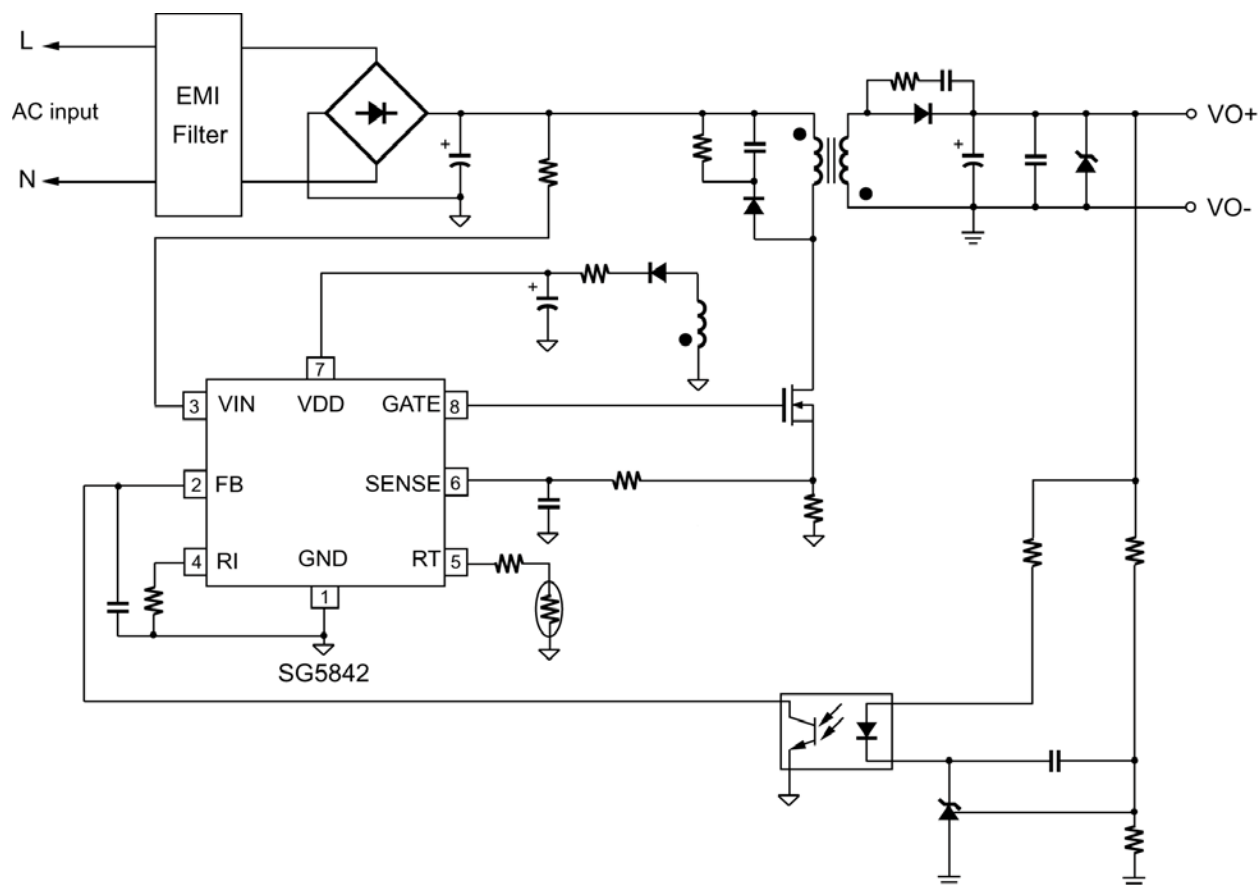 L
EMI
Filter
AC input
N
+
+
VO+
VO-
+
7
3
VIN
VDD
GATE
8
2
FB
SENSE
6
4
RI
GND
RT
5
1
SG5842